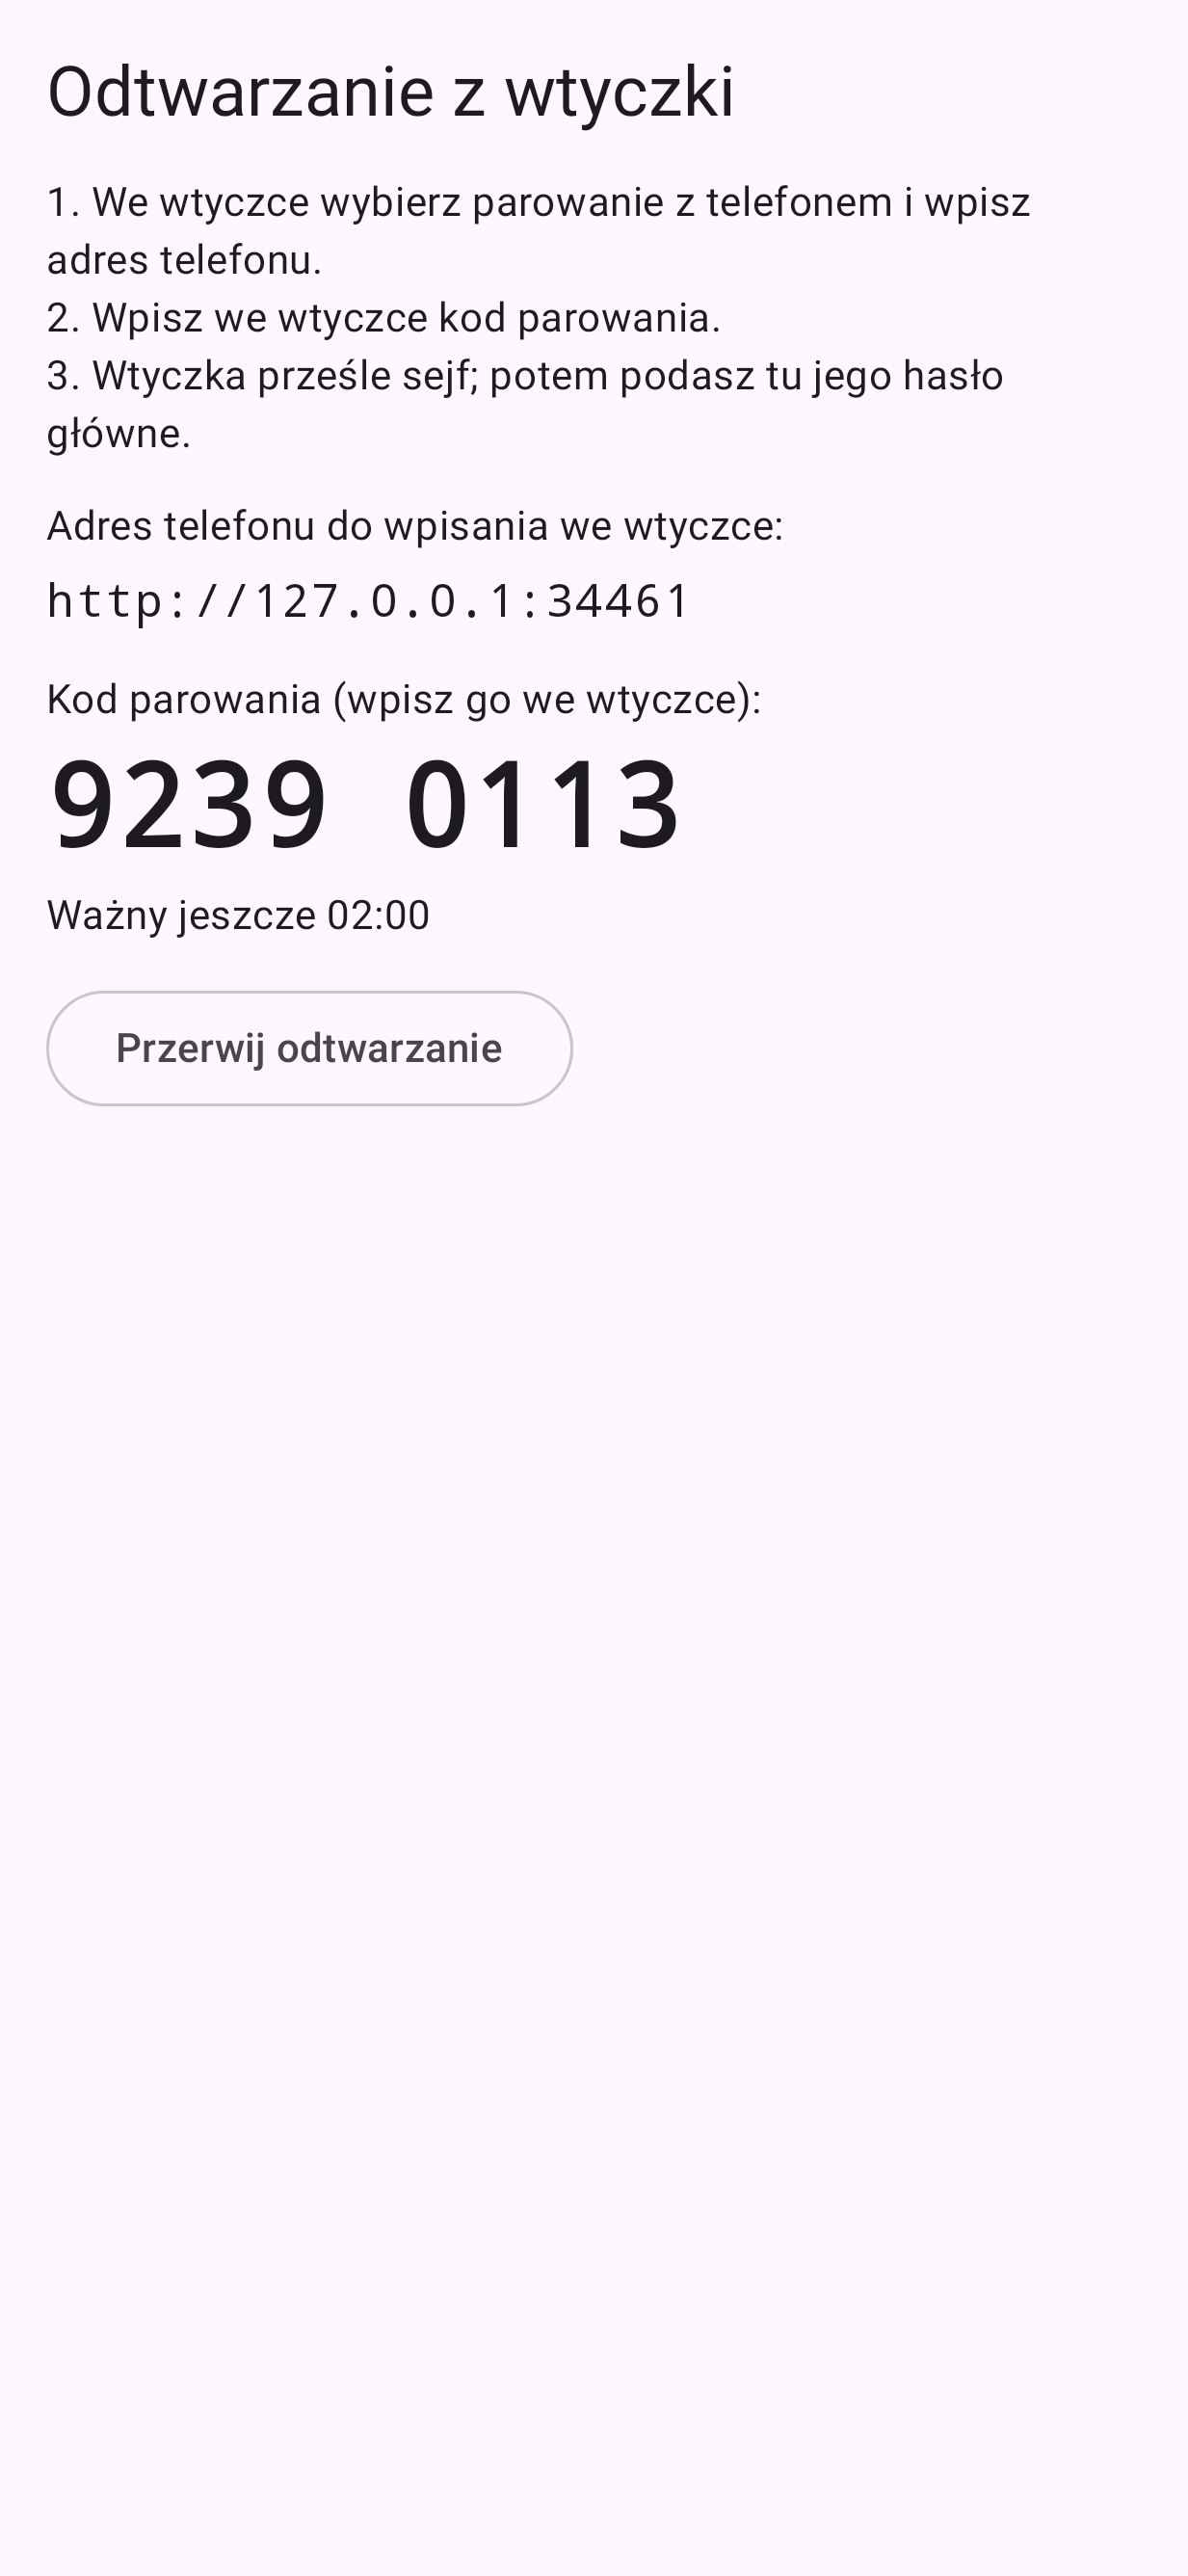 Odtwarzanie z wtyczki
1. We wtyczce wybierz parowanie z telefonem i wpisz
adres telefonu.
2. Wpisz we wtyczce kod parowania.
3. Wtyczka prześle sejf; potem podasz tu jego hasło
główne.
Adres telefonu do wpisania we wtyczce:
http://127.0.0.1:34461
Kod parowania (wpisz go we wtyczce):
9239 0113
Ważny jeszcze 02:00
Przerwij odtwarzanie